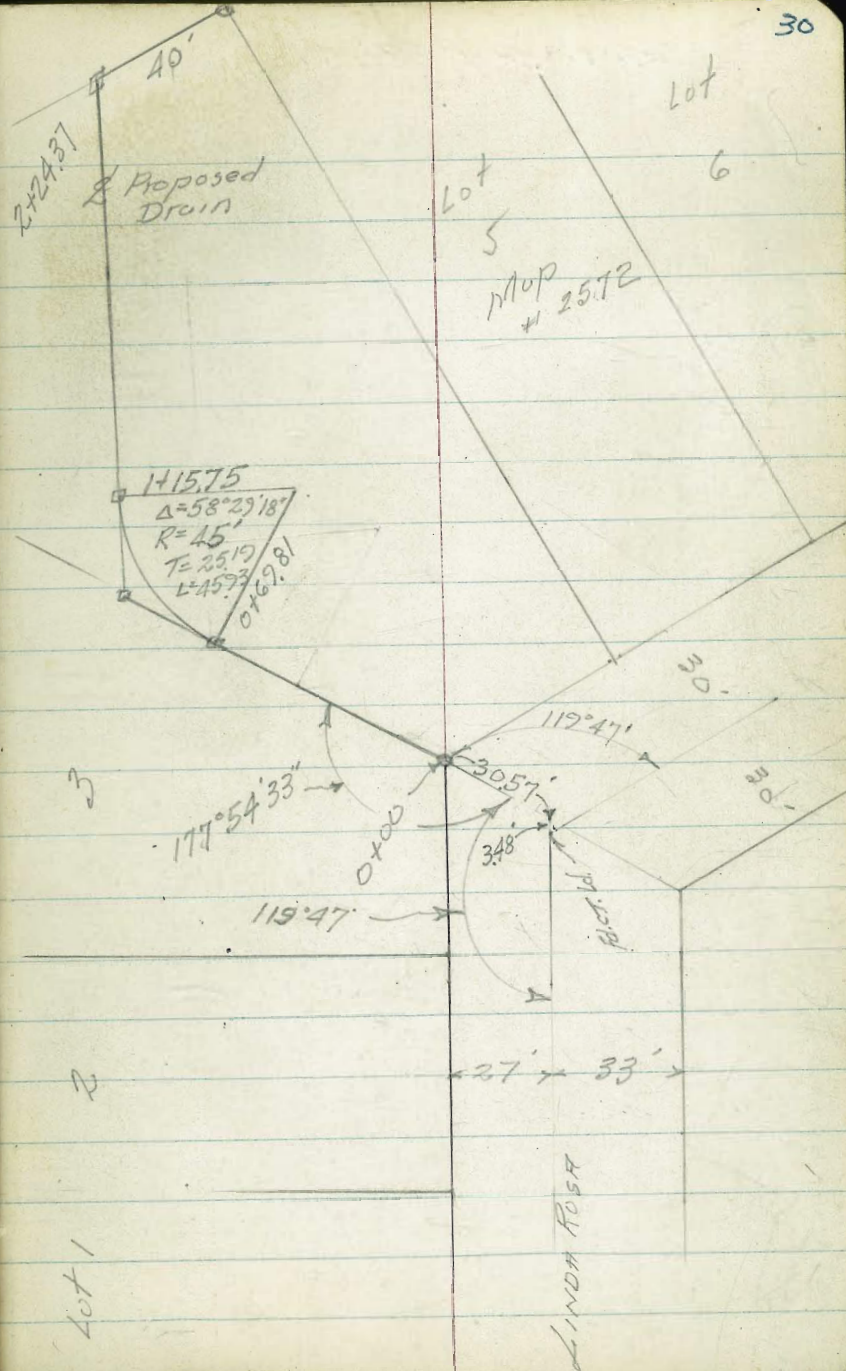 30
40'
Lot
6
2+24.37
Proposed
Drain
Lot
5
Map
# 2572
1+15.75
Δ=58°29'18"
R=45'
T=25.19
L=45.93
0+69.81
30'
119°47'
30'
30.57'
3
177°54'33"
0+00
3.48'
119°47'
27' 33'
2
LINDA ROSA
Lot 1